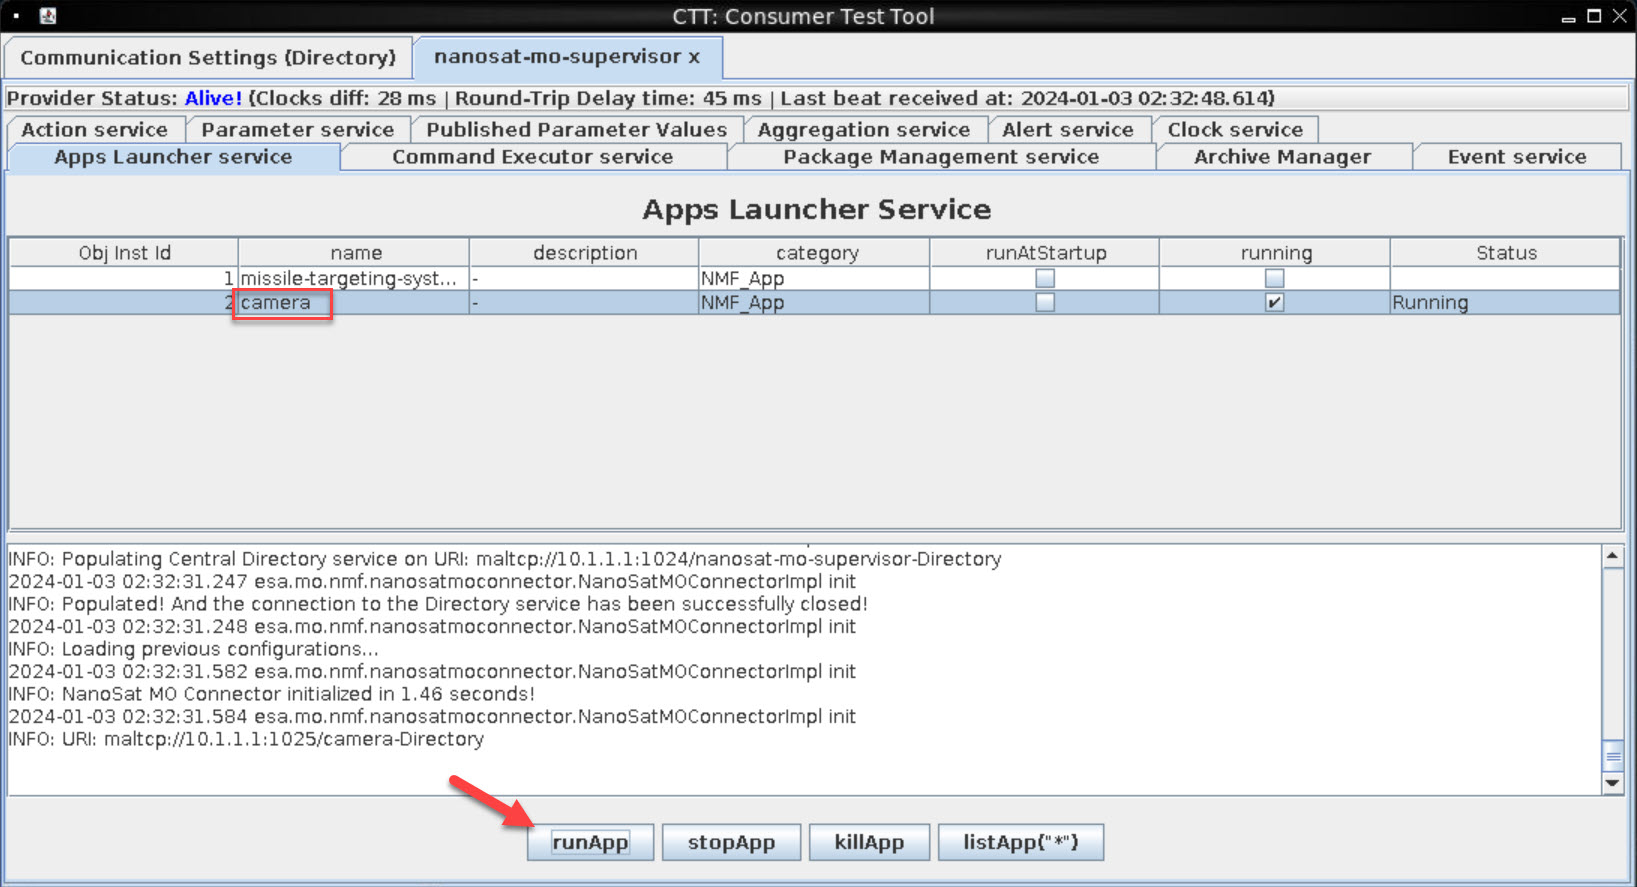 CTT: Consumer Test Tool
Communication Settings (Directory)
nanosat-mo-supervisor x
Provider Status: Alive! (Clocks diff: 28 ms | Round-Trip Delay time: 45 ms | Last beat received at: 2024-01-03 02:32:48.614)
Action service
Parameter service
Published Parameter Values
Aggregation service
Alert service
Clock service
Apps Launcher service
Command Executor service
Package Management service
Archive Manager
Event service
Apps Launcher Service
Obj Inst Id name description category runAtStartup running Status
1 missile-targeting-syst... - NMF_App
2 camera - NMF_App Running
INFO: Populating Central Directory service on URI: maltcp://10.1.1.1:1024/nanosat-mo-supervisor-Directory
2024-01-03 02:32:31.247 esa.mo.nmf.nanosatmoconnector.NanoSatMOConnectorImpl init
INFO: Populated! And the connection to the Directory service has been successfully closed!
2024-01-03 02:32:31.248 esa.mo.nmf.nanosatmoconnector.NanoSatMOConnectorImpl init
INFO: Loading previous configurations...
2024-01-03 02:32:31.582 esa.mo.nmf.nanosatmoconnector.NanoSatMOConnectorImpl init
INFO: NanoSat MO Connector initialized in 1.46 seconds!
2024-01-03 02:32:31.584 esa.mo.nmf.nanosatmoconnector.NanoSatMOConnectorImpl init
INFO: URI: maltcp://10.1.1.1:1025/camera-Directory
runApp
stopApp
killApp
listApp("*")